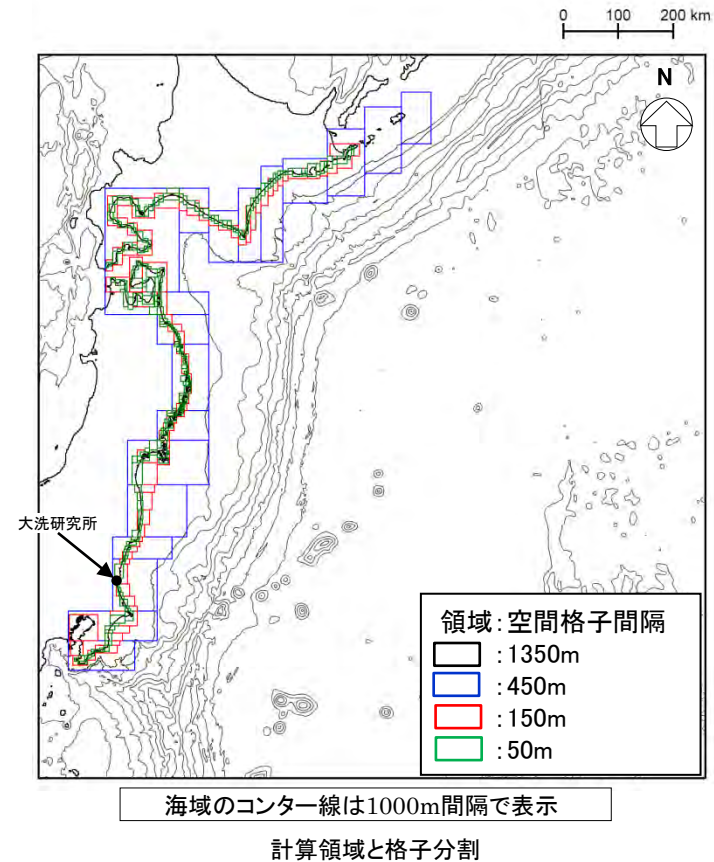 0 100 200 km
N
大洗研究所
領域:空間格子間隔
:1350m
:450m
:150m
:50m
海域のコンター線は1000m間隔で表示
計算領域と格子分割